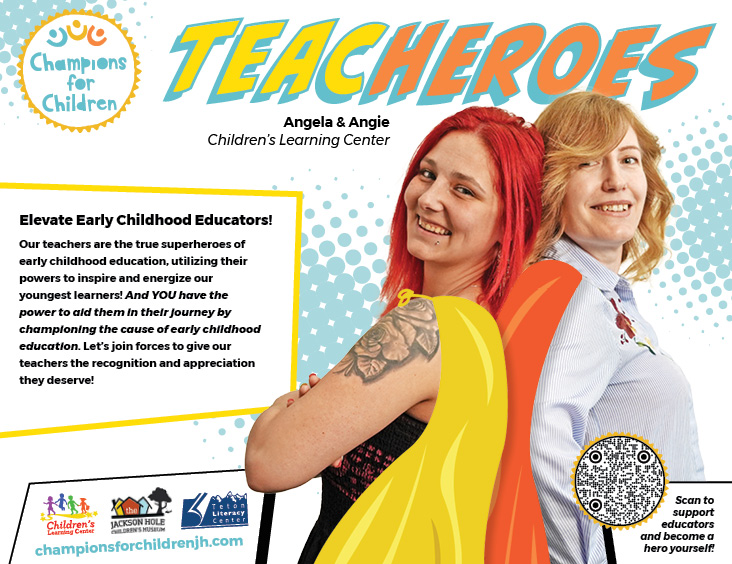 Champions
for
Children
TEACHEROES
Angela & Angie
Children's Learning Center
Elevate Early Childhood Educators!
Our teachers are the true superheroes of
early childhood education, utilizing their
powers to inspire and energize our
youngest learners! And YOU have the
power to aid them in their journey by
championing the cause of early childhood
education. Let's join forces to give our
teachers the recognition and appreciation
they deserve!
Children's
Learning Center
the
JACKSON HOLE
CHILDREN'S MUSEUM
Teton
Literacy
Center
championsforchildrenjh.com
Scan to
support
educators
and become a
hero yourself!